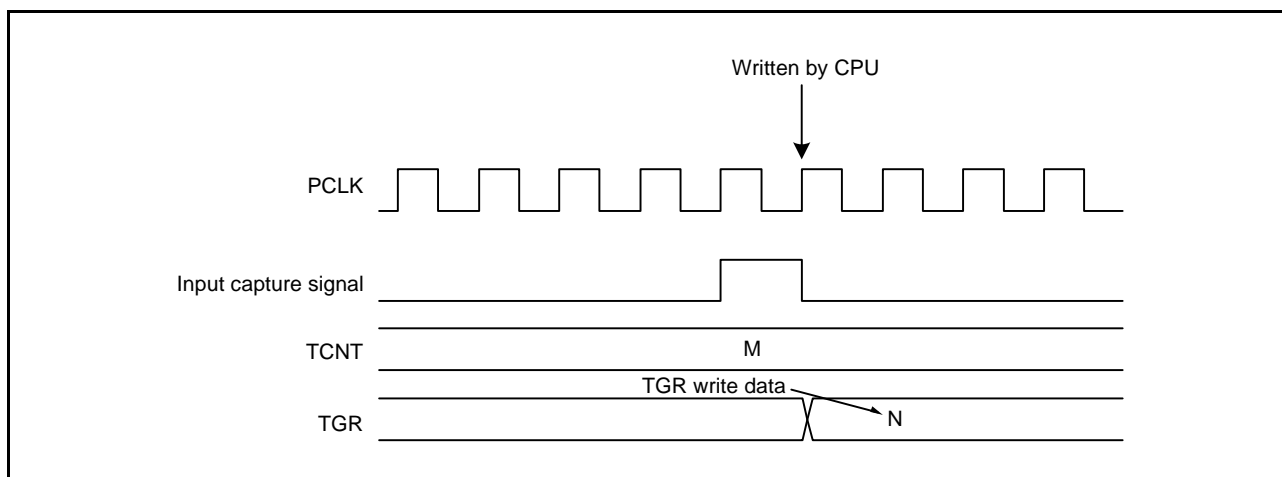 Written by CPU
PCLK
Input capture signal
TCNT
M
TGR write data
TGR
N